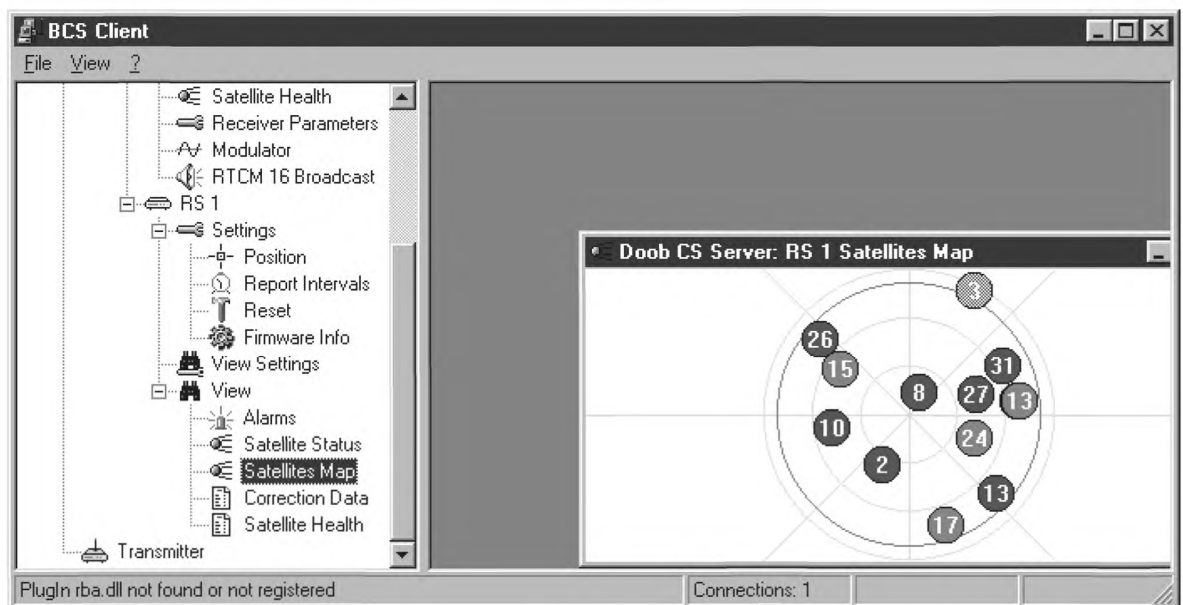 BCS Client
File View ?
Satellite Health
Receiver Parameters
Modulator
RTCM 16 Broadcast
RS 1
Settings
Position
Report Intervals
Reset
Firmware Info
View Settings
View
Alarms
Satellite Status
Satellites Map
Correction Data
Satellite Health
Transmitter
Doob CS Server: RS 1 Satellites Map
3
26
15
31
8
27
13
10
24
2
13
17
PlugIn rba.dll not found or not registered
Connections: 1